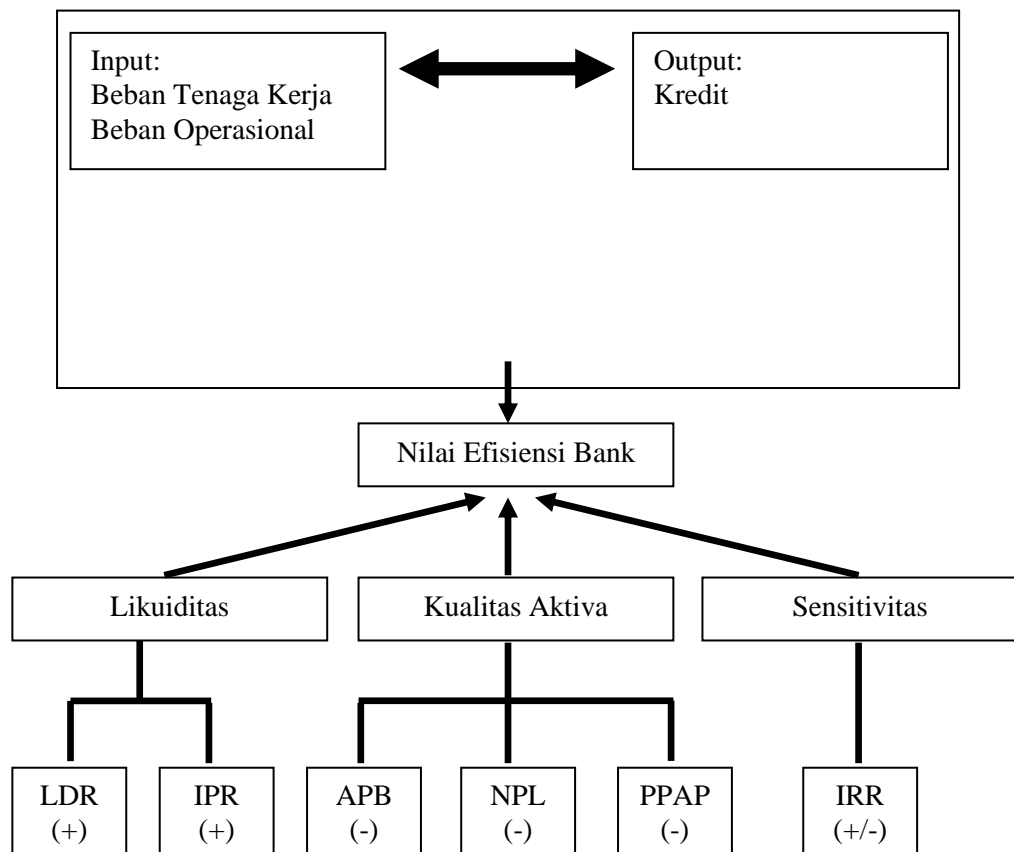 Input:
Beban Tenaga Kerja
Beban Operasional
Output:
Kredit
Nilai Efisiensi Bank
Likuiditas
Kualitas Aktiva
Sensitivitas
LDR
(+)
IPR
(+)
APB
(-)
NPL
(-)
PPAP
(-)
IRR
(+/-)